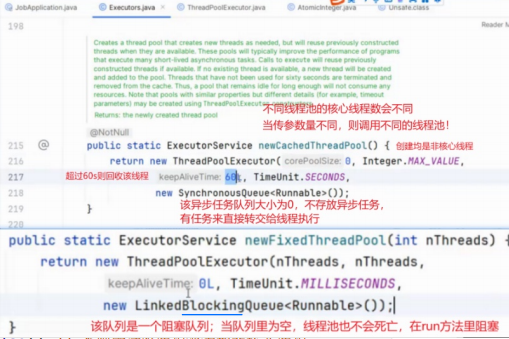 JobApplication.java Executors.java ThreadPoolExecutor.java AtomicInteger.java Unsafe.class
198
Reader M
Creates a thread pool that creates new threads as needed, but will reuse previously constructed
threads when they are available. These pools will typically improve the performance of programs
that execute many short-lived asynchronous tasks. Calls to execute will reuse previously
constructed threads if available. If no existing thread is available, a new thread will be created
and added to the pool. Threads that have not been used for sixty seconds are terminated and
removed from the cache. Thus, a pool that remains idle for long enough will not consume any
resources. Note that pools with similar properties but different details (for example, timeout
parameters) may be created using ThreadPoolExecutor
不同线程池的核心线程数会不同
Returns: the newly created thread pool
当传参数量不同，则调用不同的线程池！
@NotNull
215 @ public static ExecutorService newCachedThreadPool() { 创建均是非核心线程
216 return new ThreadPoolExecutor( corePoolSize: 0, Integer.MAX_VALUE,
超过60s则回收该线程
217 keepAliveTime: 60L, TimeUnit.SECONDS,
218 new SynchronousQueue<Runnable>());
219 }
该异步任务队列大小为0，不存放异步任务，
有任务来直接转交给线程执行
220
public static ExecutorService newFixedThreadPool(int nThreads) {
return new ThreadPoolExecutor(nThreads, nThreads,
keepAliveTime: 0L, TimeUnit.MILLISECONDS,
new LinkedBlockingQueue<Runnable>());
}
该队列是一个阻塞队列；当队列里为空，线程池也不会死亡，在run方法里阻塞